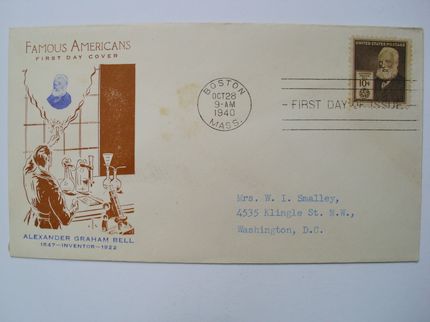 FAMOUS AMERICANS
FIRST DAY COVER
ALEXANDER GRAHAM BELL
1847—INVENTOR—1922
BOSTON
OCT 28
9-AM
1940
MASS.
FIRST DAY OF ISSUE
UNITED STATES POSTAGE
10¢
Mrs. W. I. Smalley,
4535 Klingle St. N.W.,
Washington, D.C.